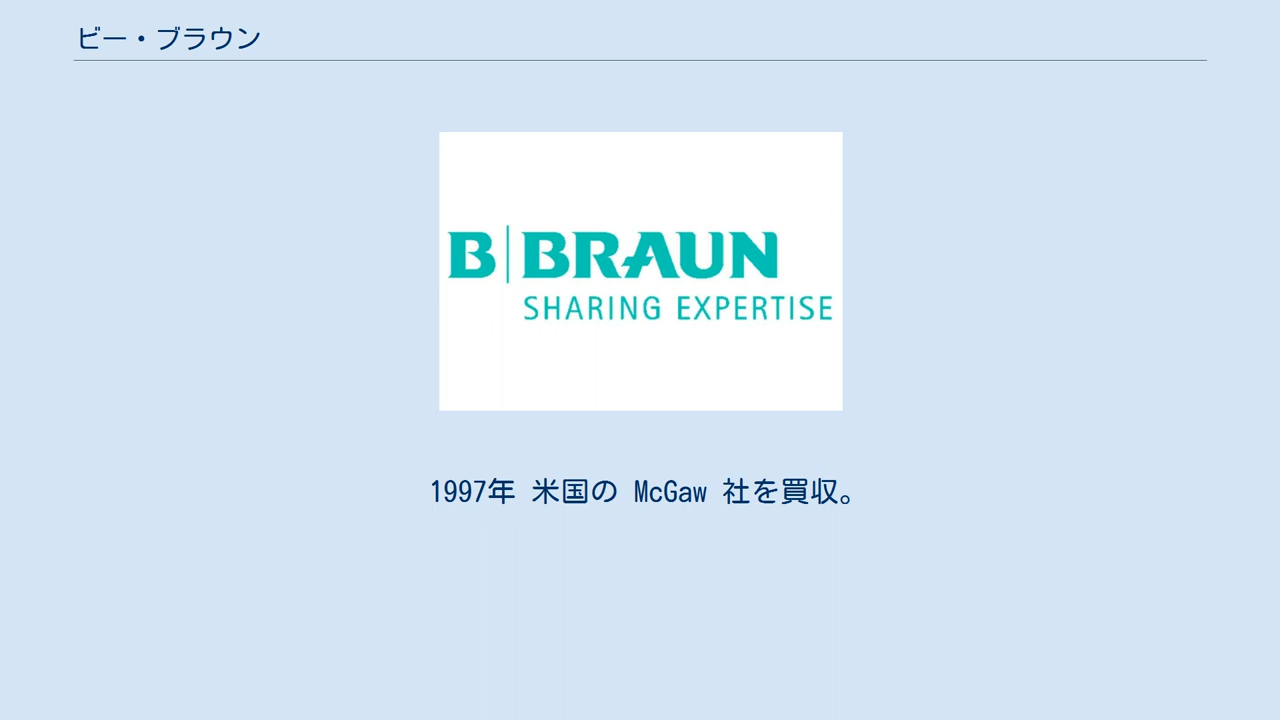 ビー・ブラウン
B|BRAUN
SHARING EXPERTISE
1997年 米国の McGaw 社を買収。